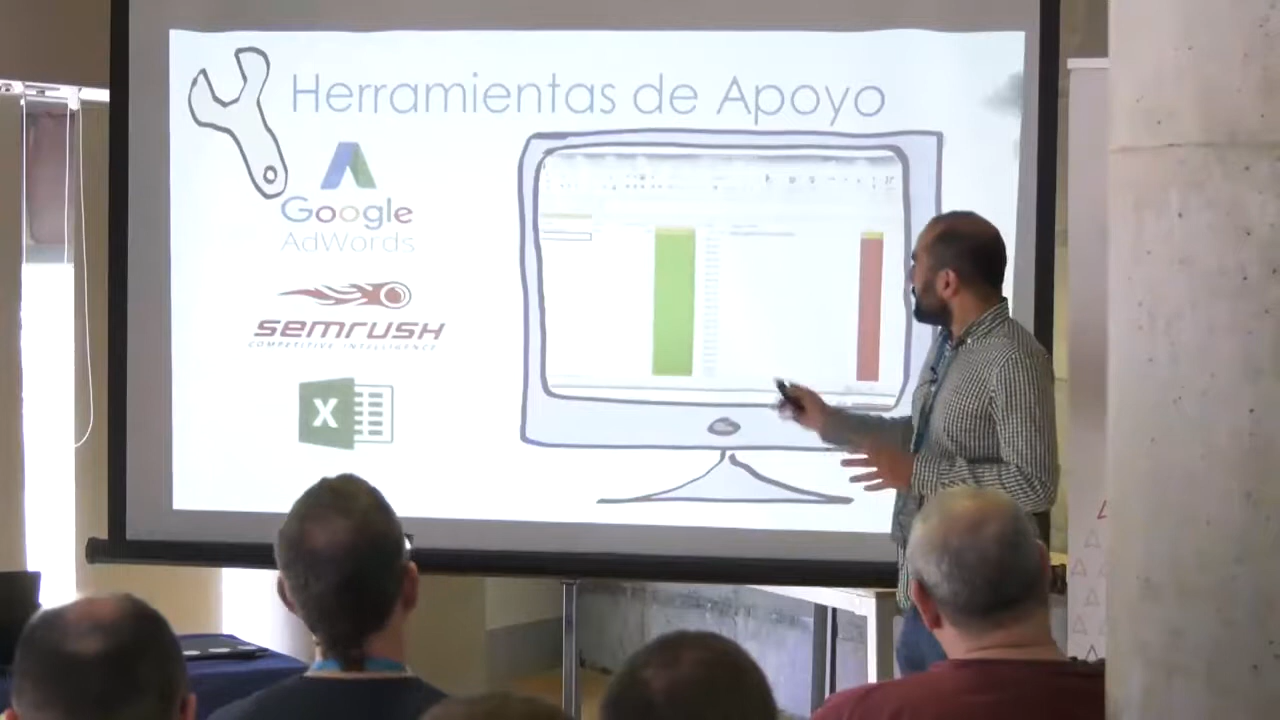 Herramientas de Apoyo
Google
AdWords
SEMRUSH
COMPETITIVE INTELLIGENCE
X